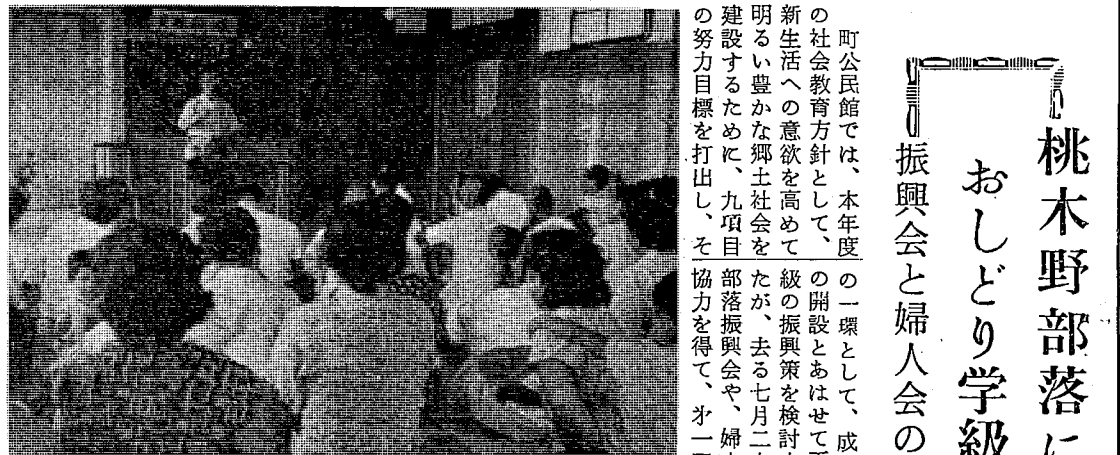 桃木野部落に
おしどり学級
振興会と婦人会の
町公民館では、本年度
の社会教育方針として、
新生活への意欲を高めて
明るい豊かな郷土社会を
建設するために、九項目
の努力目標を打出し、そ
の一環として、成
の開設とあはせて
級の振興策を検討
たが、去る七月二
部落振興会や、婦
協力を得て、才一